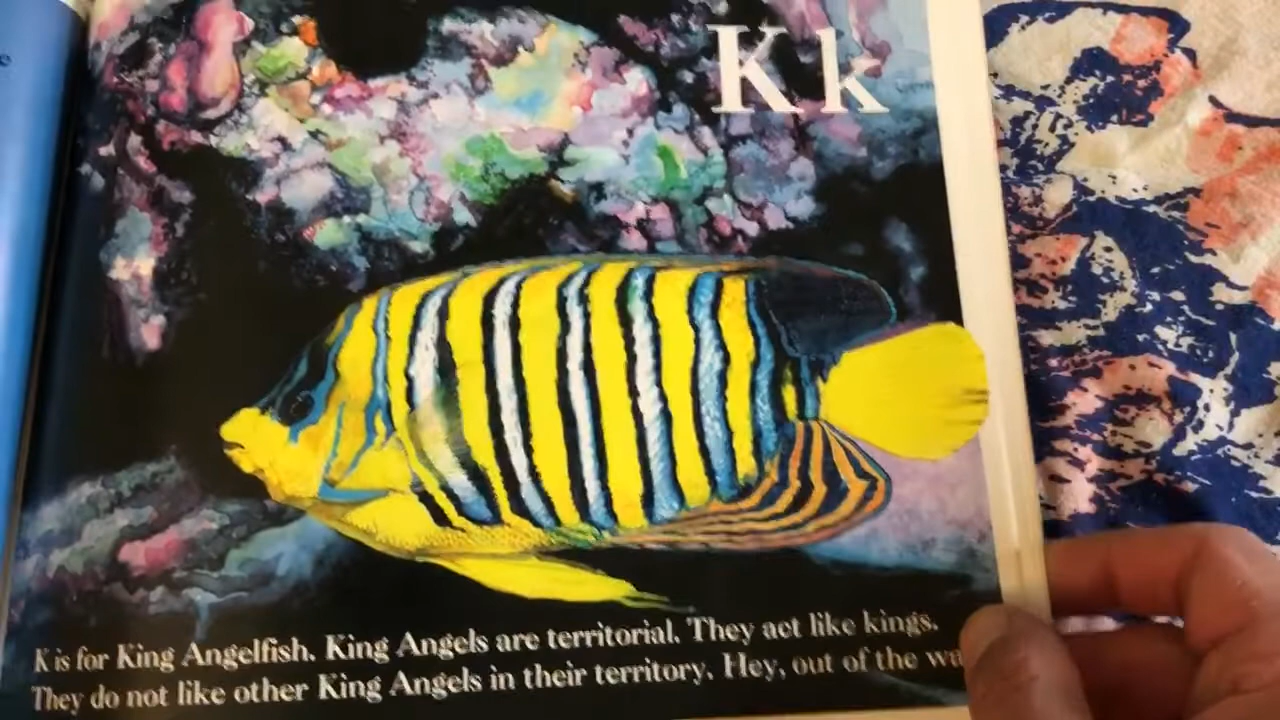 K k
K is for King Angelfish. King Angels are territorial. They act like kings.
They do not like other King Angels in their territory. Hey, out of the